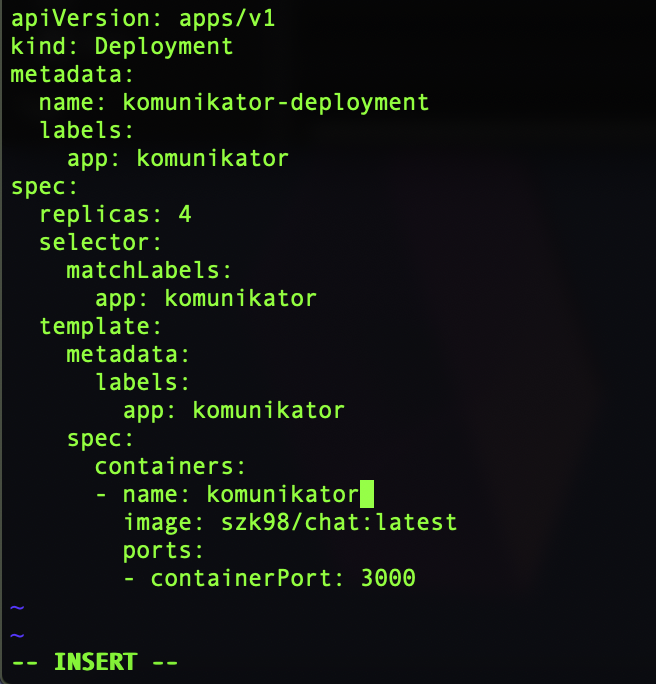 apiVersion: apps/v1
kind: Deployment
metadata:
  name: komunikator-deployment
  labels:
    app: komunikator
spec:
  replicas: 4
  selector:
    matchLabels:
      app: komunikator
  template:
    metadata:
      labels:
        app: komunikator
    spec:
      containers:
      - name: komunikator
        image: szk98/chat:latest
        ports:
        - containerPort: 3000
~
~
-- INSERT --